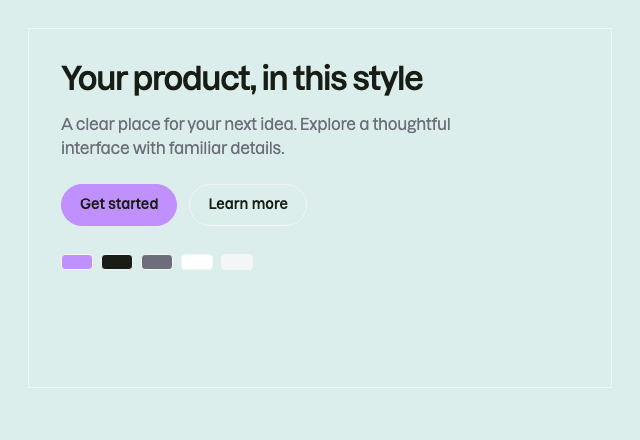 Your product, in this style
A clear place for your next idea. Explore a thoughtful
interface with familiar details.
Get started
Learn more